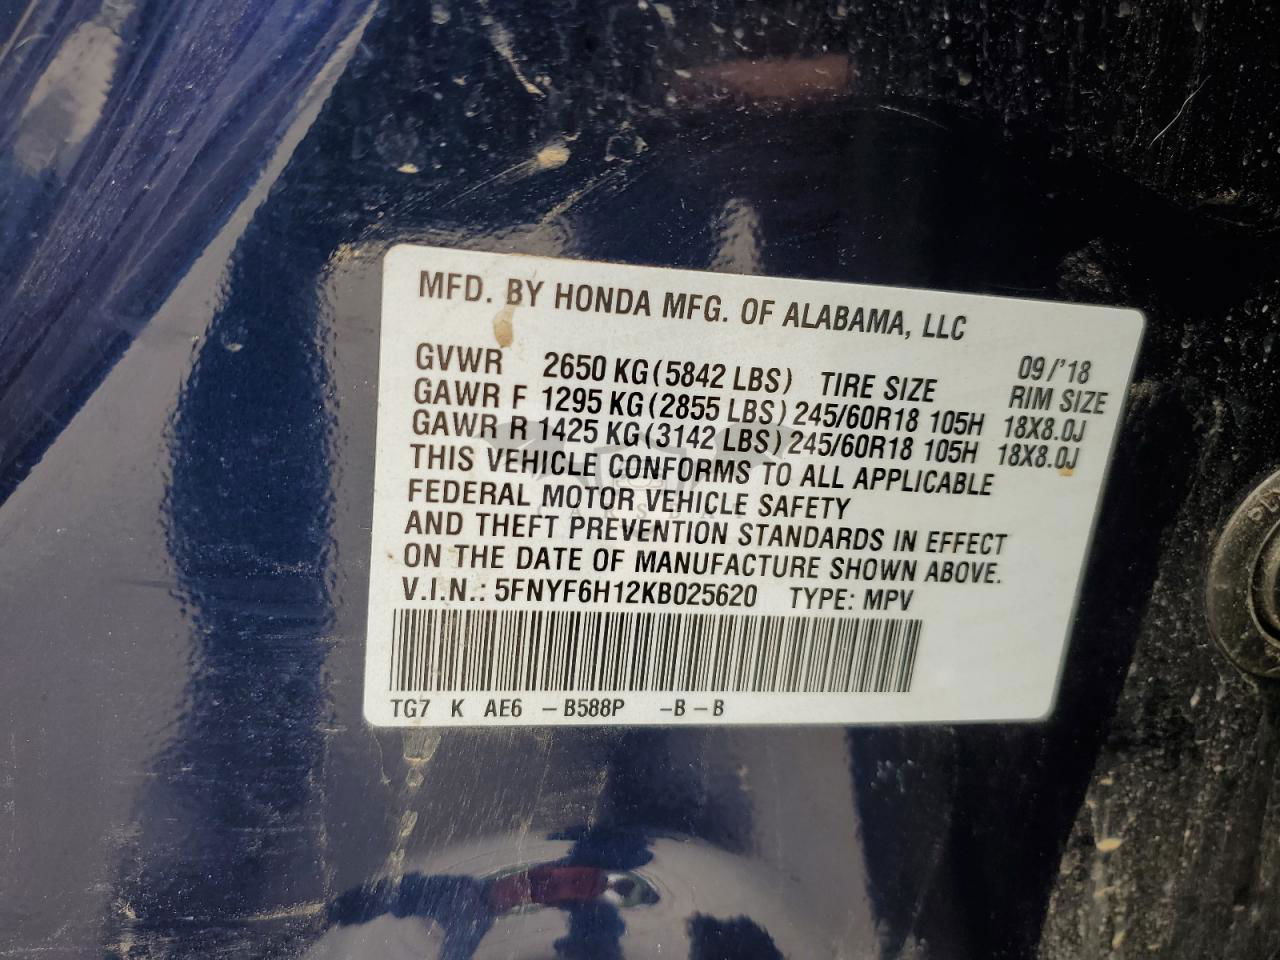 MFD. BY HONDA MFG. OF ALABAMA, LLC
09/'18
GVWR 2650 KG(5842 LBS) TIRE SIZE RIM SIZE
GAWR F 1295 KG(2855 LBS) 245/60R18 105H 18X8.0J
GAWR R 1425 KG(3142 LBS) 245/60R18 105H 18X8.0J
THIS VEHICLE CONFORMS TO ALL APPLICABLE
FEDERAL MOTOR VEHICLE SAFETY
AND THEFT PREVENTION STANDARDS IN EFFECT
ON THE DATE OF MANUFACTURE SHOWN ABOVE.
V.I.N.: 5FNYF6H12KB025620 TYPE: MPV
TG7 K AE6 -B588P -B-B